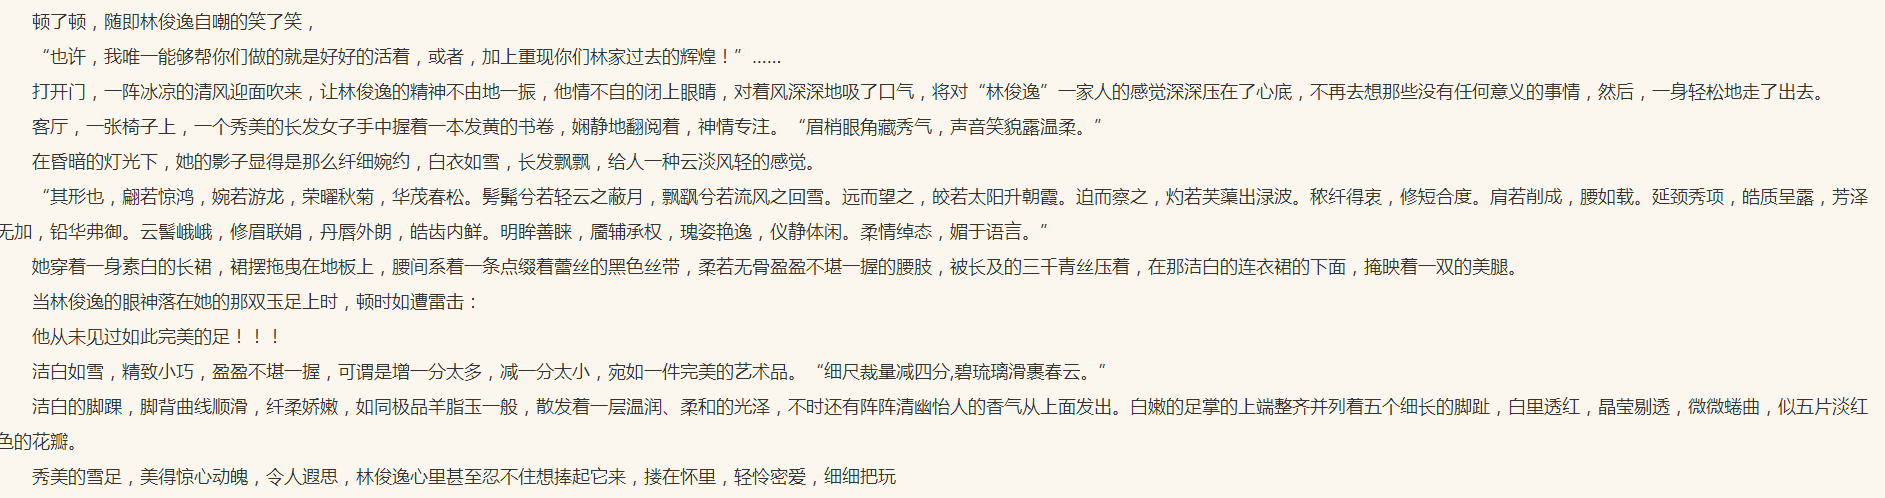 顿了顿，随即林俊逸自嘲的笑了笑，
“也许，我唯一能够帮你们做的就是好好的活着，或者，加上重现你们林家过去的辉煌！”……
打开门，一阵冰凉的清风迎面吹来，让林俊逸的精神不由地一振，他情不自的闭上眼睛，对着风深深地吸了口气，将对“林俊逸”一家人的感觉深深压在了心底，不再去想那些没有任何意义的事情，然后，一身轻松地走了出去。
客厅，一张椅子上，一个秀美的长发女子手中握着一本发黄的书卷，娴静地翻阅着，神情专注。“眉梢眼角藏秀气，声音笑貌露温柔。”
在昏暗的灯光下，她的影子显得是那么纤细婉约，白衣如雪，长发飘飘，给人一种云淡风轻的感觉。
“其形也，翩若惊鸿，婉若游龙，荣曜秋菊，华茂春松。髣髴兮若轻云之蔽月，飘飖兮若流风之回雪。远而望之，皎若太阳升朝霞。迫而察之，灼若芙蕖出渌波。秾纤得衷，修短合度。肩若削成，腰如载。延颈秀项，皓质呈露，芳泽
无加，铅华弗御。云髻峨峨，修眉联娟，丹唇外朗，皓齿内鲜。明眸善睐，靥辅承权，瑰姿艳逸，仪静体闲。柔情绰态，媚于语言。”
她穿着一身素白的长裙，裙摆拖曳在地板上，腰间系着一条点缀着蕾丝的黑色丝带，柔若无骨盈盈不堪一握的腰肢，被长及的三千青丝压着，在那洁白的连衣裙的下面，掩映着一双的美腿。
当林俊逸的眼神落在她的那双玉足上时，顿时如遭雷击：
他从未见过如此完美的足！！！
洁白如雪，精致小巧，盈盈不堪一握，可谓是增一分太多，减一分太小，宛如一件完美的艺术品。“细尺裁量减四分,碧琉璃滑裹春云。”
洁白的脚踝，脚背曲线顺滑，纤柔娇嫩，如同极品羊脂玉一般，散发着一层温润、柔和的光泽，不时还有阵阵清幽怡人的香气从上面发出。白嫩的足掌的上端整齐并列着五个细长的脚趾，白里透红，晶莹剔透，微微蜷曲，似五片淡红
色的花瓣。
秀美的雪足，美得惊心动魄，令人遐思，林俊逸心里甚至忍不住想捧起它来，搂在怀里，轻怜密爱，细细把玩